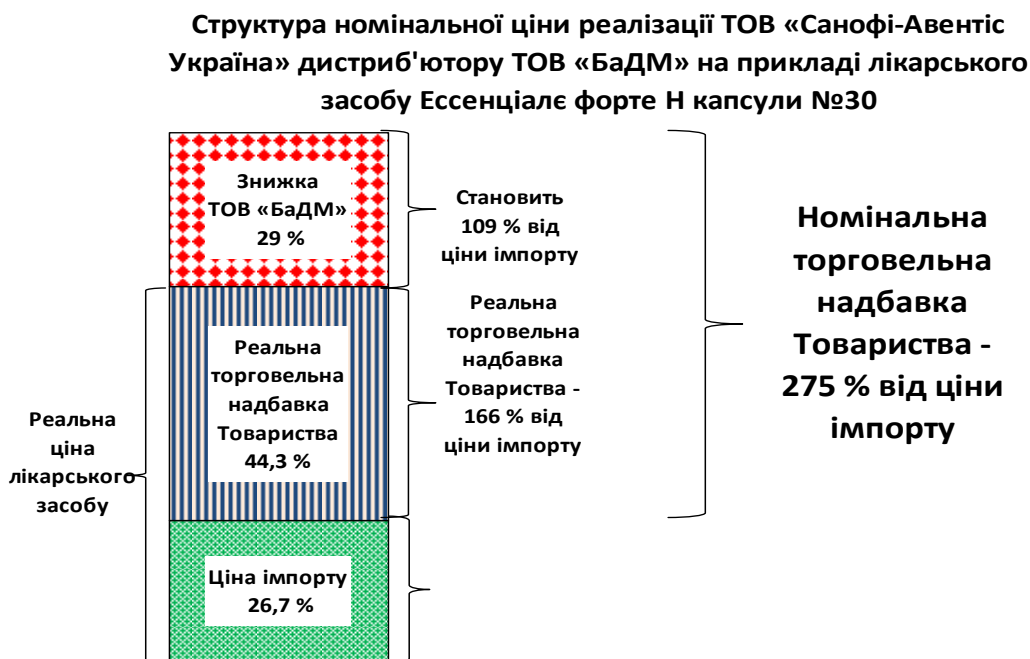 Структура номінальної ціни реалізації ТОВ «Санофі-Авентіс
Україна» дистриб'ютору ТОВ «БаДМ» на прикладі лікарського
засобу Ессенціалє форте Н капсули №30
Знижка
ТОВ «БаДМ»
29 %
Становить
109 % від
ціни імпорту
Номінальна
торговельна
надбавка
Товариства -
275 % від ціни
імпорту
Реальна
торговельна
надбавка
Товариства
44,3 %
Реальна
торговельна
надбавка
Товариства -
166 % від
ціни імпорту
Реальна
ціна
лікарського
засобу
Ціна імпорту
26,7 %